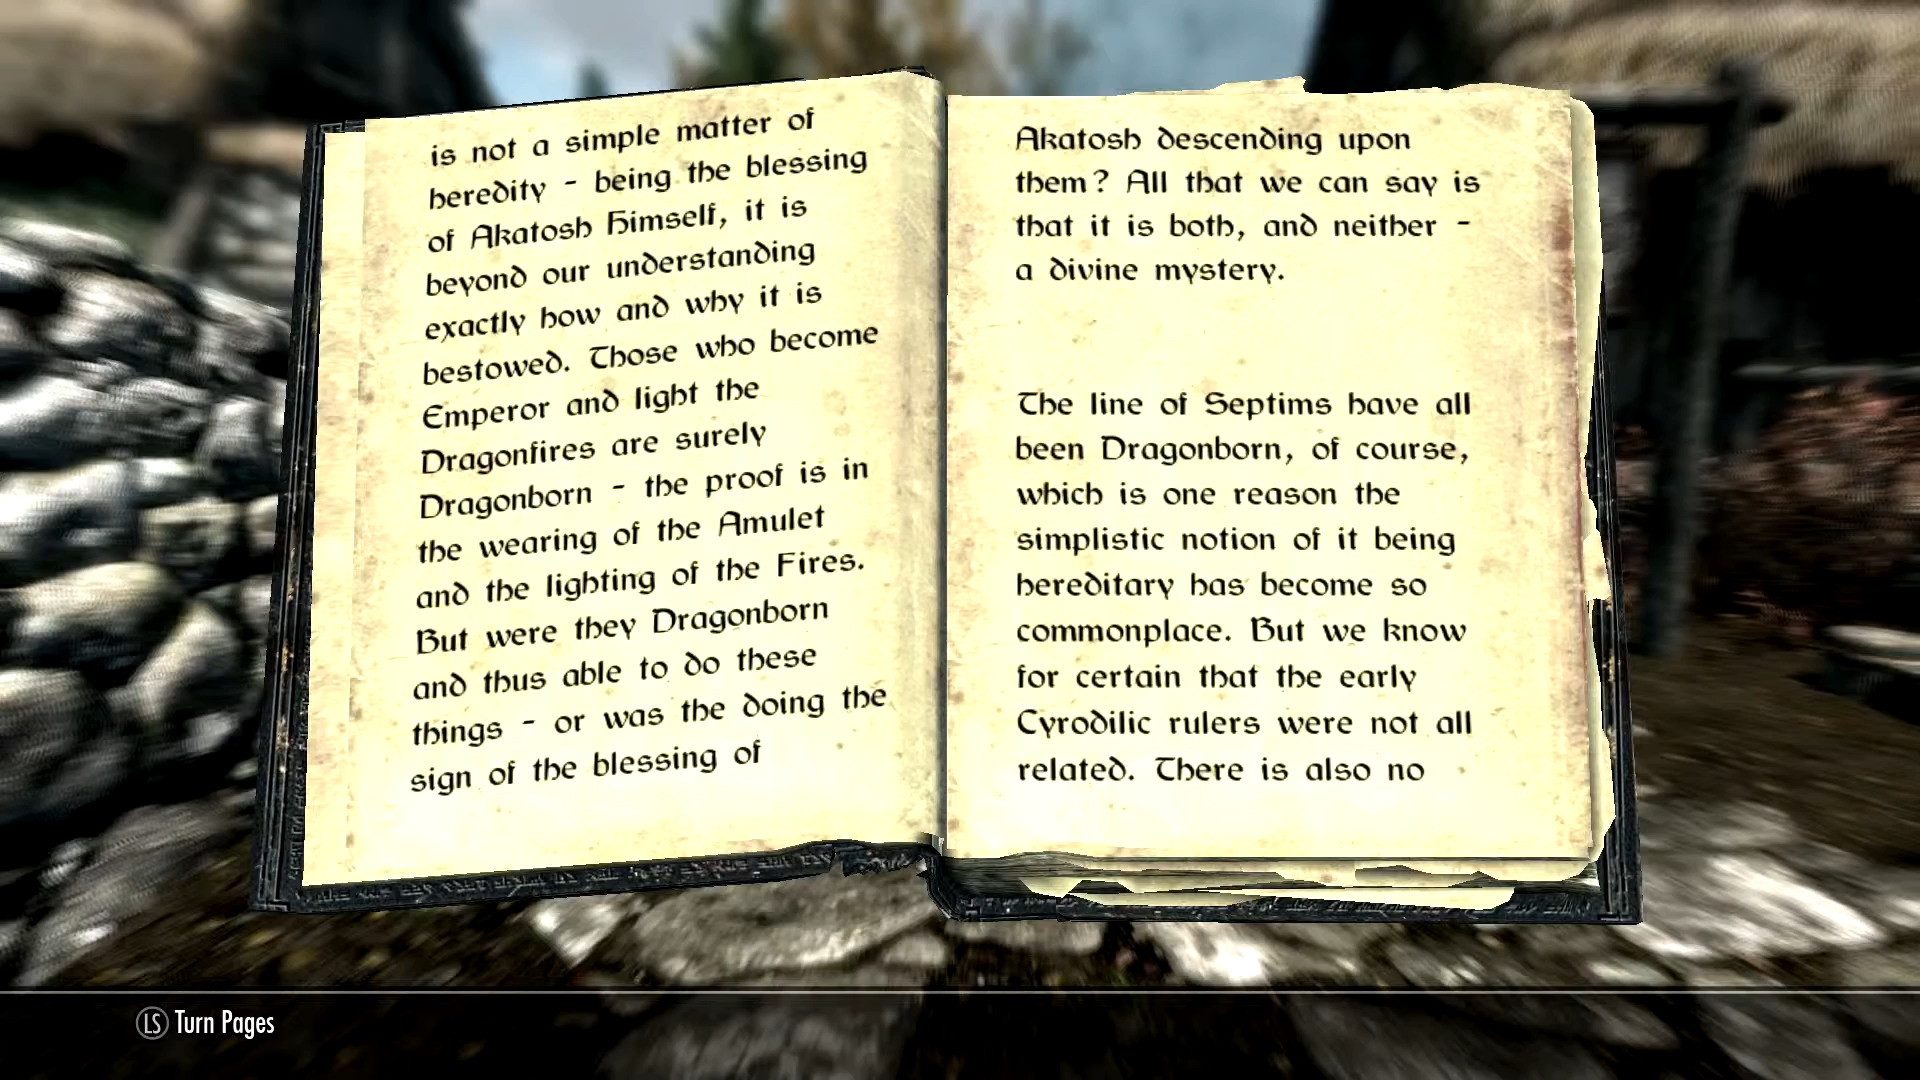 is not a simple matter of
heredity - being the blessing
of Akatosh Himself, it is
beyond our understanding
exactly how and why it is
bestowed. Those who become
Emperor and light the
Dragonfires are surely
Dragonborn - the proof is in
the wearing of the Amulet
and the lighting of the Fires.
But were they Dragonborn
and thus able to do these
things - or was the doing the
sign of the blessing of
Akatosh descending upon
them? All that we can say is
that it is both, and neither -
a divine mystery.
The line of Septims have all
been Dragonborn, of course,
which is one reason the
simplistic notion of it being
hereditary has become so
commonplace. But we know
for certain that the early
Cyrodilic rulers were not all
related. There is also no
LS Turn Pages